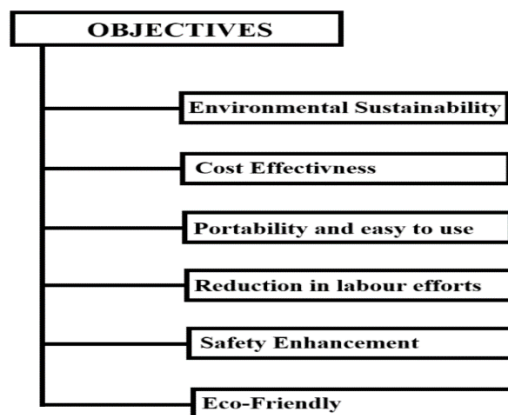 OBJECTIVES
Environmental Sustainability
Cost Effectivness
Portability and easy to use
Reduction in labour efforts
Safety Enhancement
Eco-Friendly